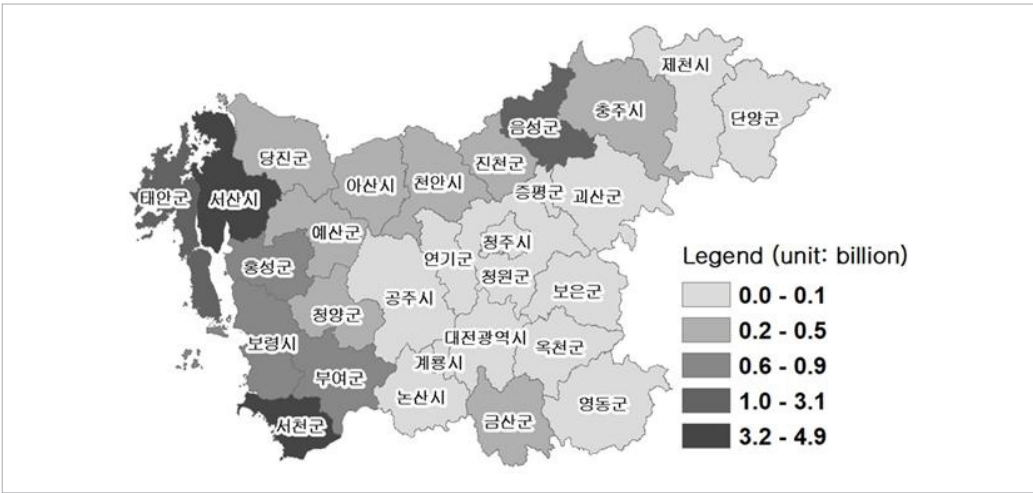 제천시
충주시
단양군
음성군
당진군
진천군
아산시
천안시
증평군
괴산군
태안군
서산시
예산군
청주시
홍성군
연기군
청원군
보은군
공주시
청양군
보령시
대전광역시
옥천군
계룡시
부여군
논산시
영동군
서천군
금산군
Legend (unit: billion)
0.0 - 0.1
0.2 - 0.5
0.6 - 0.9
1.0 - 3.1
3.2 - 4.9